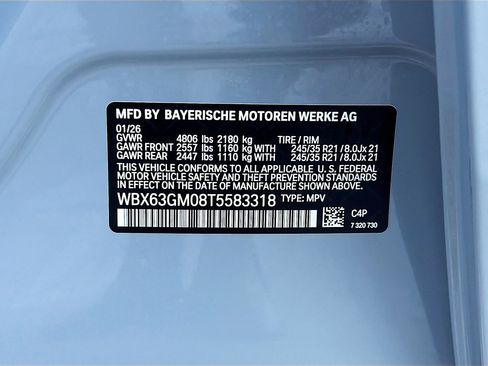 MFD BY BAYERISCHE MOTOREN WERKE AG
01/26
GVWR 4806 lbs 2180 kg TIRE / RIM
GAWR FRONT 2557 lbs 1160 kg WITH 245/35 R21 / 8.0Jx 21
GAWR REAR 2447 lbs 1110 kg WITH 245/35 R21 / 8.0Jx 21
THIS VEHICLE CONFORMS TO ALL APPLICABLE U. S. FEDERAL
MOTOR VEHICLE SAFETY STANDARDS IN EFFECT ON THE
DATE OF MANUFACTURE SHOWN ABOVE.
WBX63GM08T5583318 TYPE: MPV
C4P
7 320 730